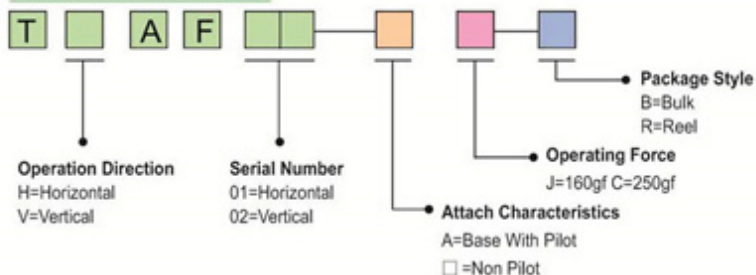 T A F
Package Style
B=Bulk
R=Reel
Operating Force
J=160gf C=250gf
Operation Direction
H=Horizontal
V=Vertical
Serial Number
01=Horizontal
02=Vertical
Attach Characteristics
A=Base With Pilot
□ =Non Pilot